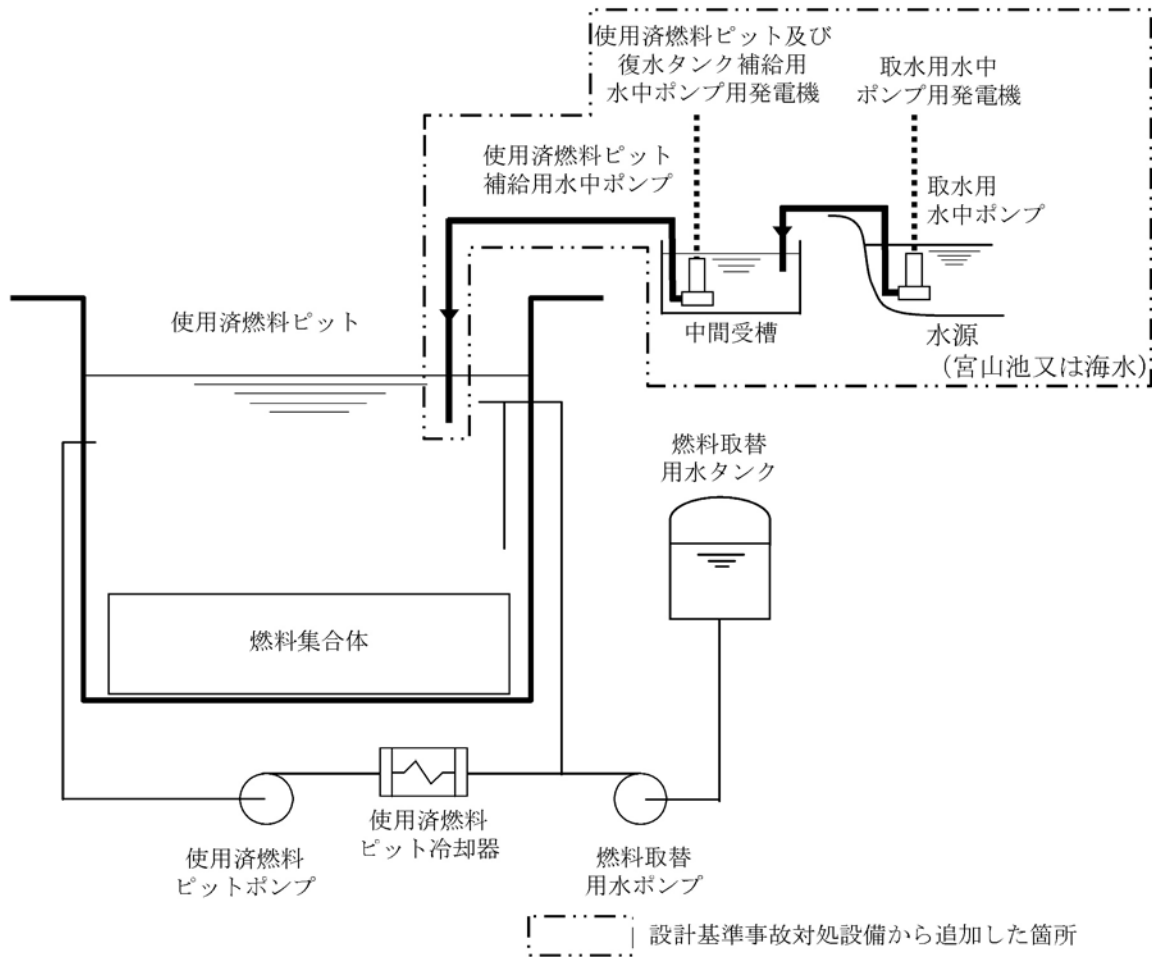 使用済燃料ピット及び
復水タンク補給用
水中ポンプ用発電機
取水用水中
ポンプ用発電機
使用済燃料ピット
補給用水中ポンプ
取水用
水中ポンプ
使用済燃料ピット
中間受槽
水源
(宮山池又は海水)
燃料取替
用水タンク
燃料集合体
使用済燃料
ピット冷却器
使用済燃料
ピットポンプ
燃料取替
用水ポンプ
設計基準事故対処設備から追加した箇所